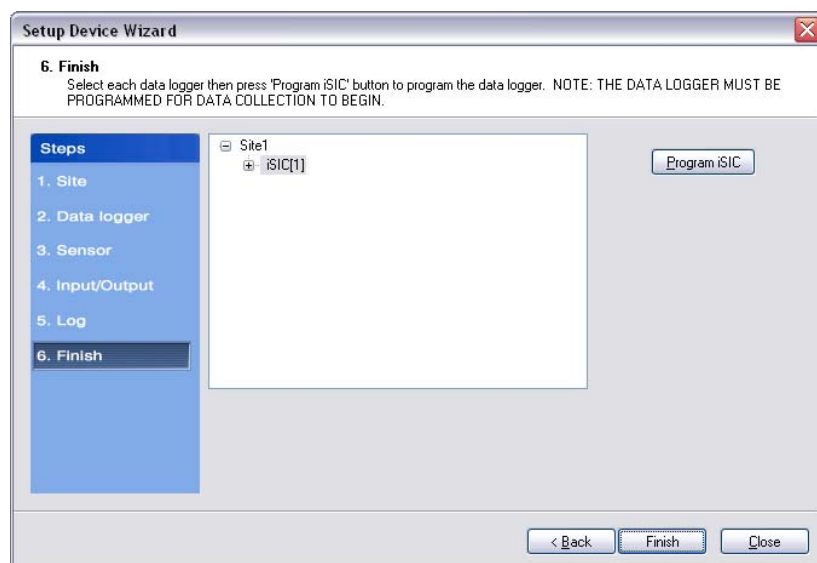 Setup Device Wizard
6. Finish
Select each data logger then press 'Program iSIC' button to program the data logger. NOTE: THE DATA LOGGER MUST BE
PROGRAMMED FOR DATA COLLECTION TO BEGIN.
Steps
1. Site
2. Data logger
3. Sensor
4. Input/Output
5. Log
6. Finish
Site1
iSIC[1]
Program iSIC
< Back
Finish
Close